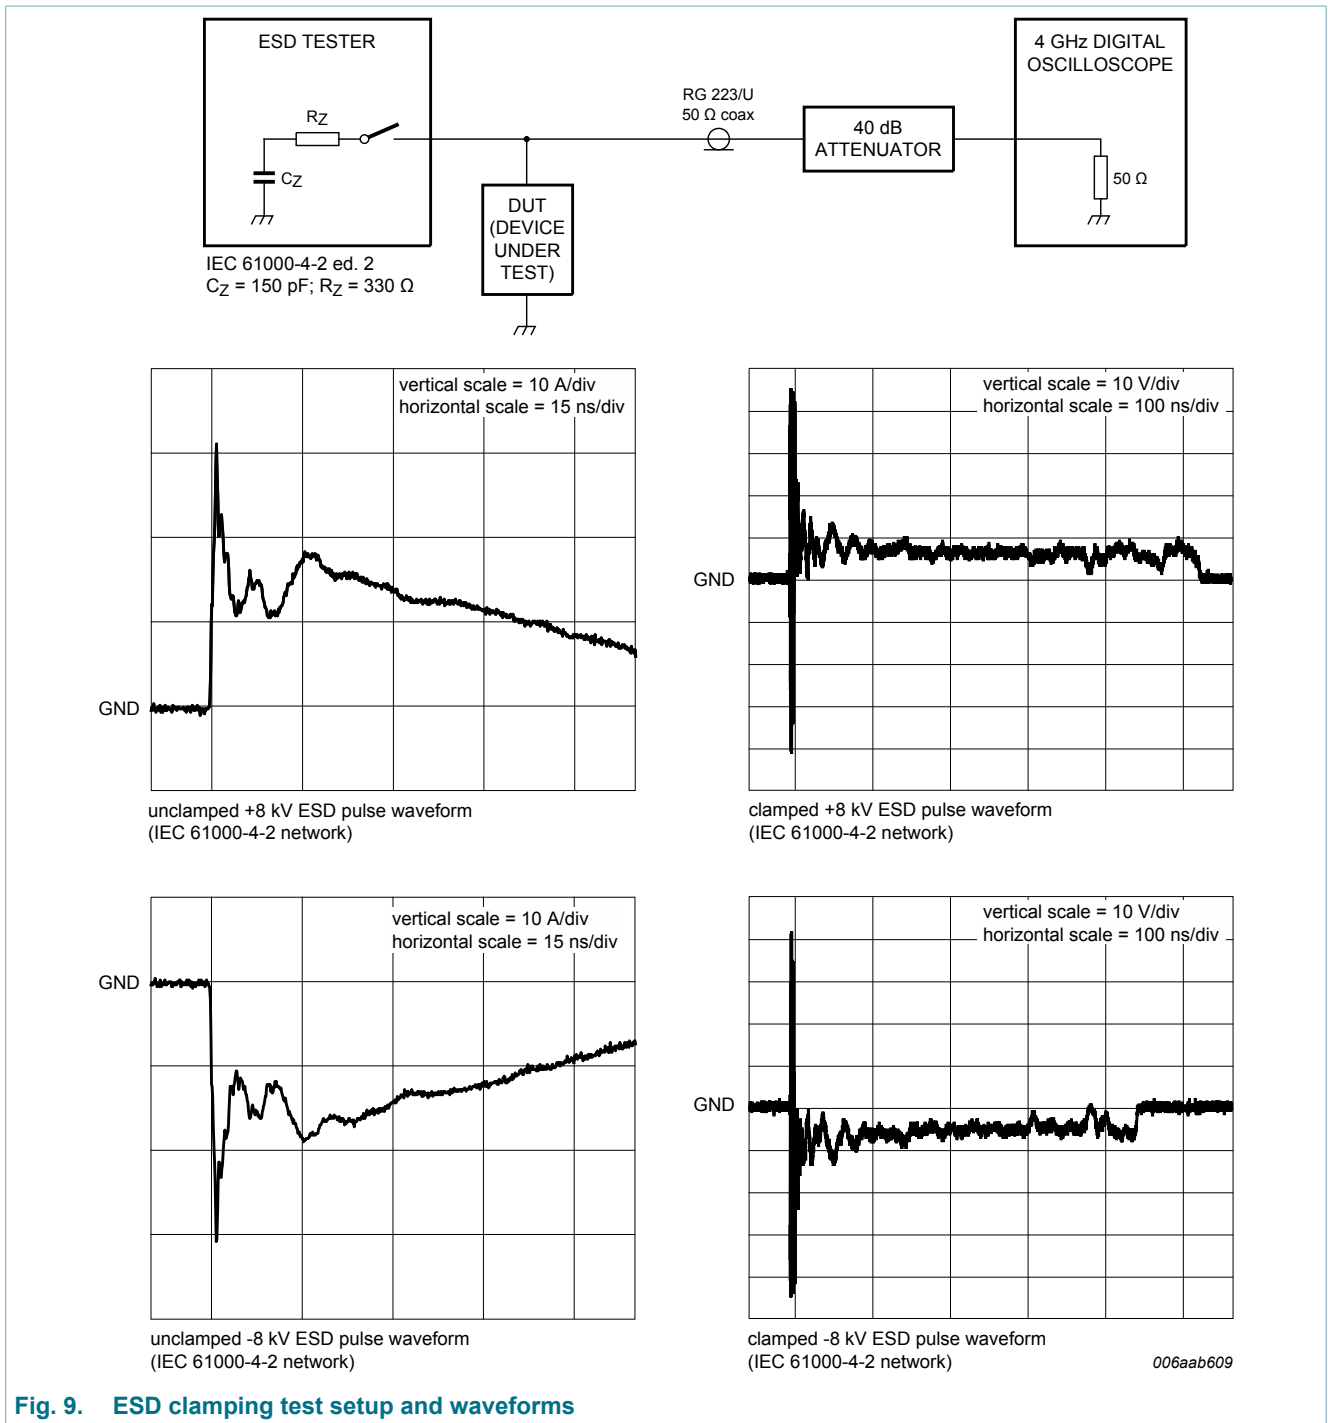 ESD TESTER
RZ
CZ
IEC 61000-4-2 ed. 2
CZ = 150 pF; RZ = 330 Ω
DUT
(DEVICE
UNDER
TEST)
RG 223/U
50 Ω coax
40 dB
ATTENUATOR
4 GHz DIGITAL
OSCILLOSCOPE
50 Ω
vertical scale = 10 A/div
horizontal scale = 15 ns/div
GND
unclamped +8 kV ESD pulse waveform
(IEC 61000-4-2 network)
vertical scale = 10 V/div
horizontal scale = 100 ns/div
GND
clamped +8 kV ESD pulse waveform
(IEC 61000-4-2 network)
vertical scale = 10 A/div
horizontal scale = 15 ns/div
GND
unclamped -8 kV ESD pulse waveform
(IEC 61000-4-2 network)
vertical scale = 10 V/div
horizontal scale = 100 ns/div
GND
clamped -8 kV ESD pulse waveform
(IEC 61000-4-2 network)
006aab609
Fig. 9. ESD clamping test setup and waveforms